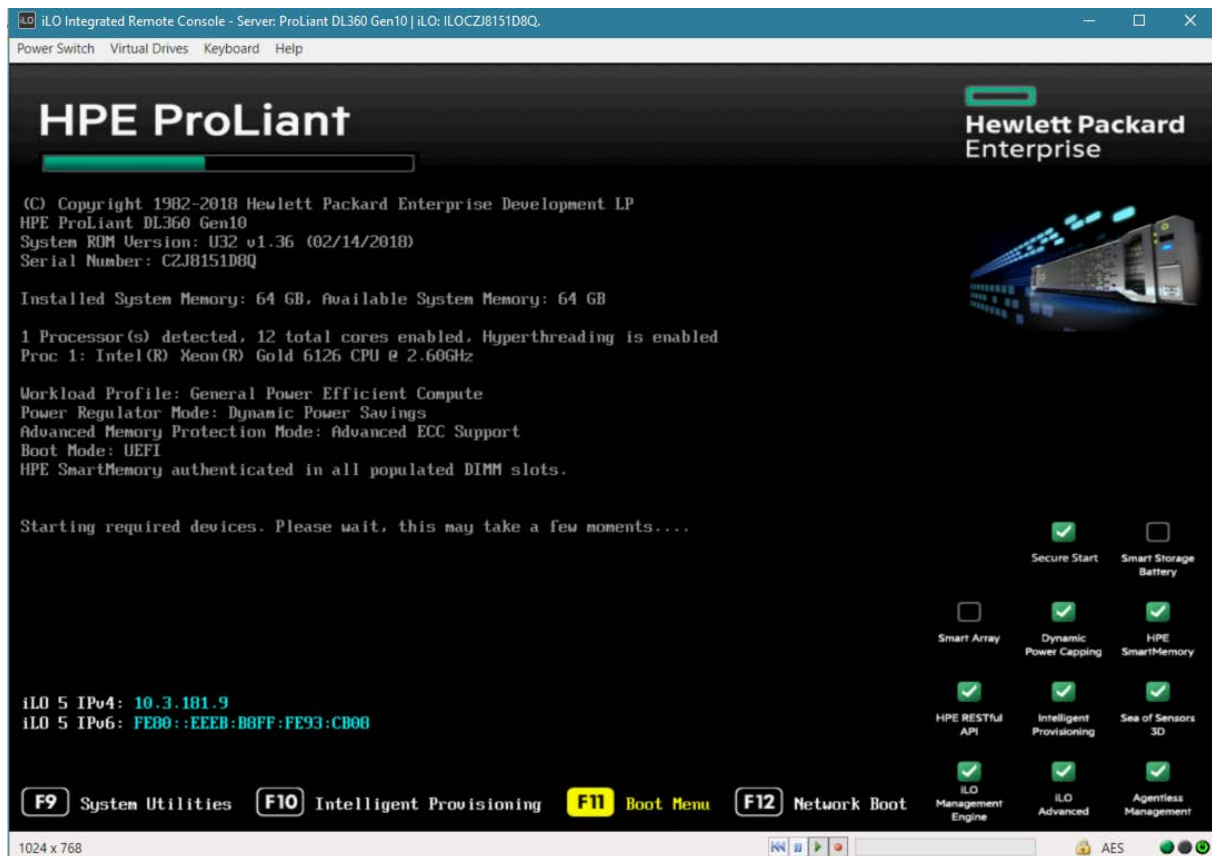 iLO Integrated Remote Console - Server: ProLiant DL360 Gen10 | iLO: ILOCZJ8151D8Q.
Power Switch Virtual Drives Keyboard Help
HPE ProLiant
Hewlett Packard
Enterprise
(C) Copyright 1982-2018 Hewlett Packard Enterprise Development LP
HPE ProLiant DL360 Gen10
System ROM Version: U32 v1.36 (02/14/2018)
Serial Number: CZJ8151D8Q
Installed System Memory: 64 GB, Available System Memory: 64 GB
1 Processor(s) detected, 12 total cores enabled, Hyperthreading is enabled
Proc 1: Intel(R) Xeon(R) Gold 6126 CPU @ 2.60GHz
Workload Profile: General Power Efficient Compute
Power Regulator Mode: Dynamic Power Savings
Advanced Memory Protection Mode: Advanced ECC Support
Boot Mode: UEFI
HPE SmartMemory authenticated in all populated DIMM slots.
Starting required devices. Please wait, this may take a few moments....
Secure Start
Smart Storage
Battery
Smart Array
Dynamic
Power Capping
HPE
SmartMemory
HPE RESTful
API
Intelligent
Provisioning
Sea of Sensors
3D
iLO 5 IPv4: 10.3.181.9
iLO 5 IPv6: FE80::EEEB:B8FF:FE93:CB08
iLO
Management
Engine
iLO
Advanced
Agentless
Management
F9 System Utilities F10 Intelligent Provisioning F11 Boot Menu F12 Network Boot
1024 x 768
AES